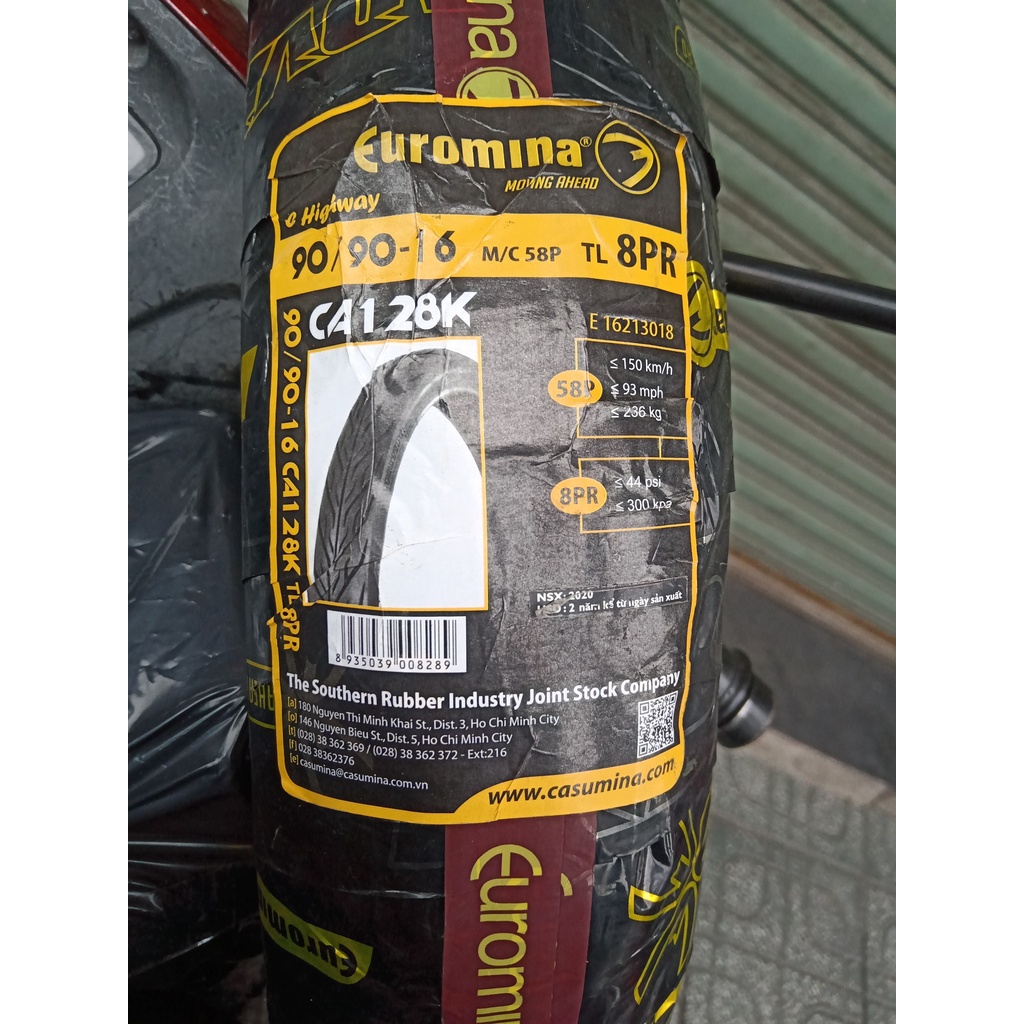 na
Euromina®
MOVING AHEAD
e Highway
90/90-16 M/C 58P TL 8PR
90/90-16 CA128K TL 8PR
CA128K
E 16213018
58P
≤ 150 km/h
≤ 93 mph
≤ 236 kg
8PR
≤ 44 psi
≤ 300 kpa
NSX: 2020
HSD : 2 năm kể từ ngày sản xuất
8 935039 008289
The Southern Rubber Industry Joint Stock Company
[a] 180 Nguyen Thi Minh Khai St., Dist. 3, Ho Chi Minh City
[o] 146 Nguyen Bieu St., Dist. 5, Ho Chi Minh City
[t] (028) 38 362 369 / (028) 38 362 372 - Ext:216
[f] 028 38362376
[e] casumina@casumina.com.vn
www.casumina.com
Euromin
Eurom